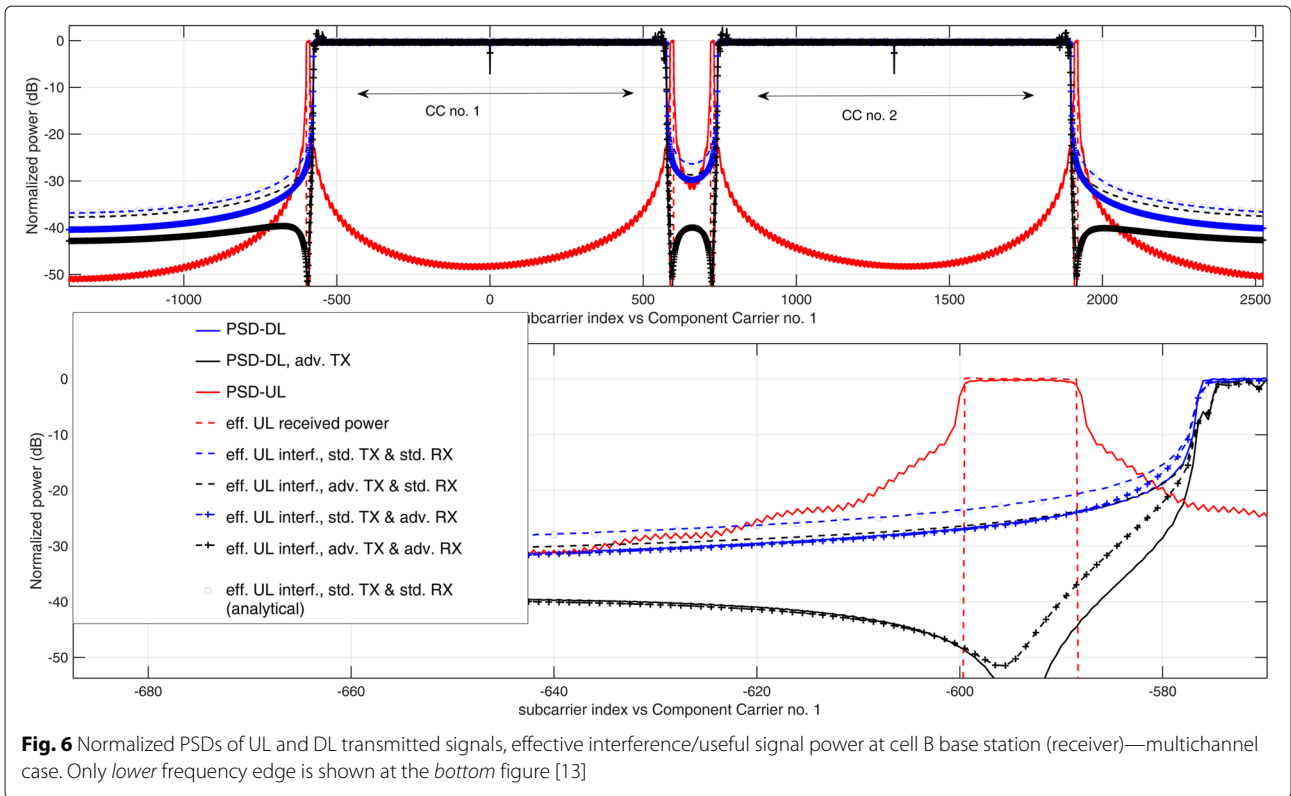 0
-10
-20
-30
-40
-50
Normalized power (dB)
CC no. 1
CC no. 2
-1000
-500
0
500
1000
1500
2000
2500
subcarrier index vs Component Carrier no. 1
PSD-DL
PSD-DL, adv. TX
PSD-UL
eff. UL received power
eff. UL interf., std. TX & std. RX
eff. UL interf., adv. TX & std. RX
eff. UL interf., std. TX & adv. RX
eff. UL interf., adv. TX & adv. RX
eff. UL interf., std. TX & std. RX
(analytical)
0
-10
-20
-30
-40
-50
Normalized power (dB)
-680
-660
-640
-620
-600
-580
subcarrier index vs Component Carrier no. 1
Fig. 6 Normalized PSDs of UL and DL transmitted signals, effective interference/useful signal power at cell B base station (receiver)—multichannel
case. Only lower frequency edge is shown at the bottom figure [13]